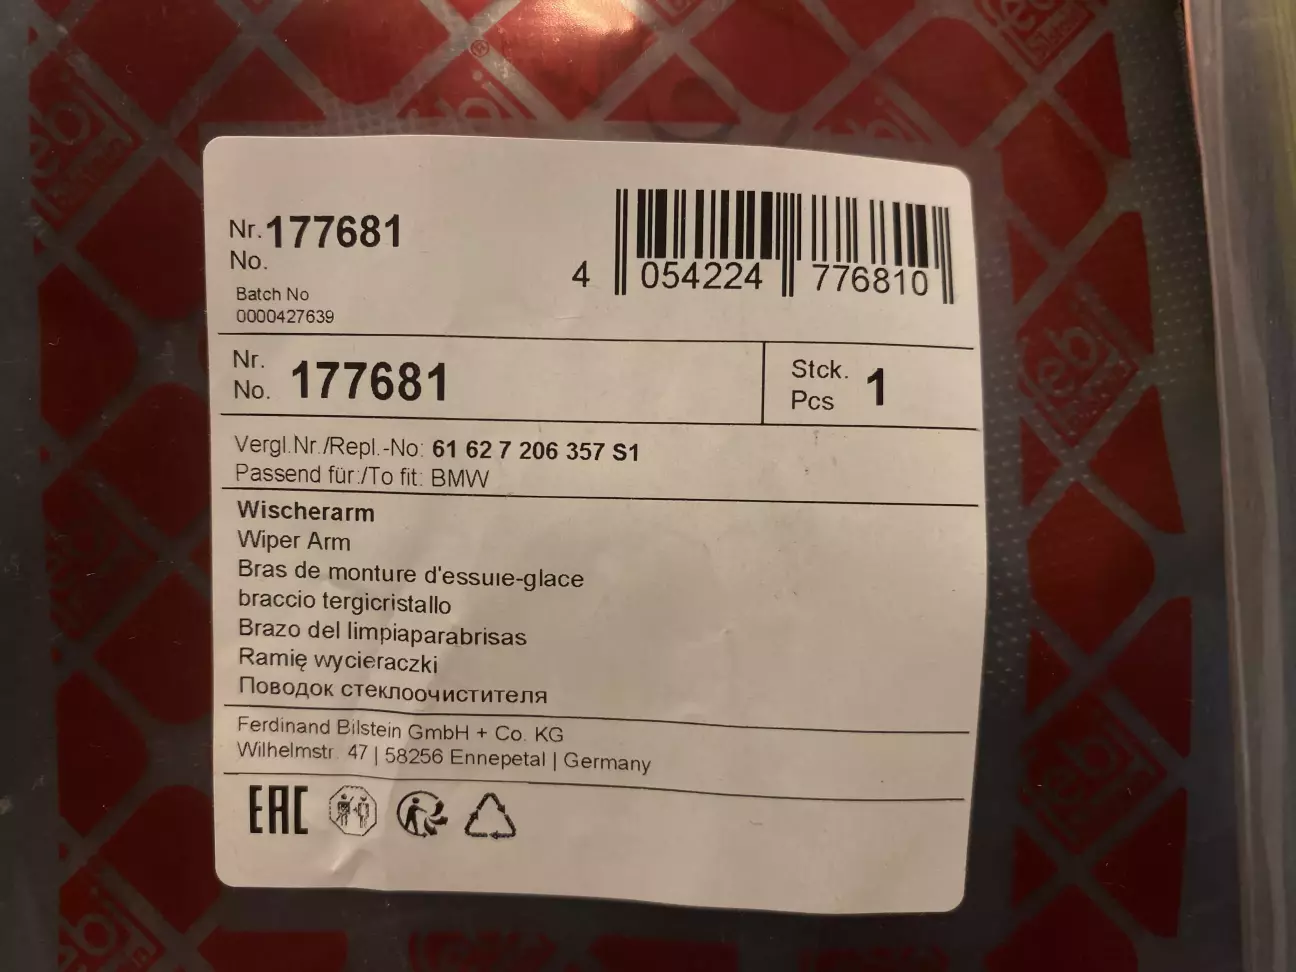 Nr. 177681
No.
Batch No
0000427639
4 054224 776810
Nr. 177681
No.
Stck. 1
Pcs
Vergl.Nr./Repl.-No: 61 62 7 206 357 S1
Passend für:/To fit: BMW
Wischerarm
Wiper Arm
Bras de monture d'essuie-glace
braccio tergicristallo
Brazo del limpiaparabrisas
Ramię wycieraczki
Поводок стеклоочистителя
Ferdinand Bilstein GmbH + Co. KG
Wilhelmstr. 47 | 58256 Ennepetal | Germany
EAC
febi